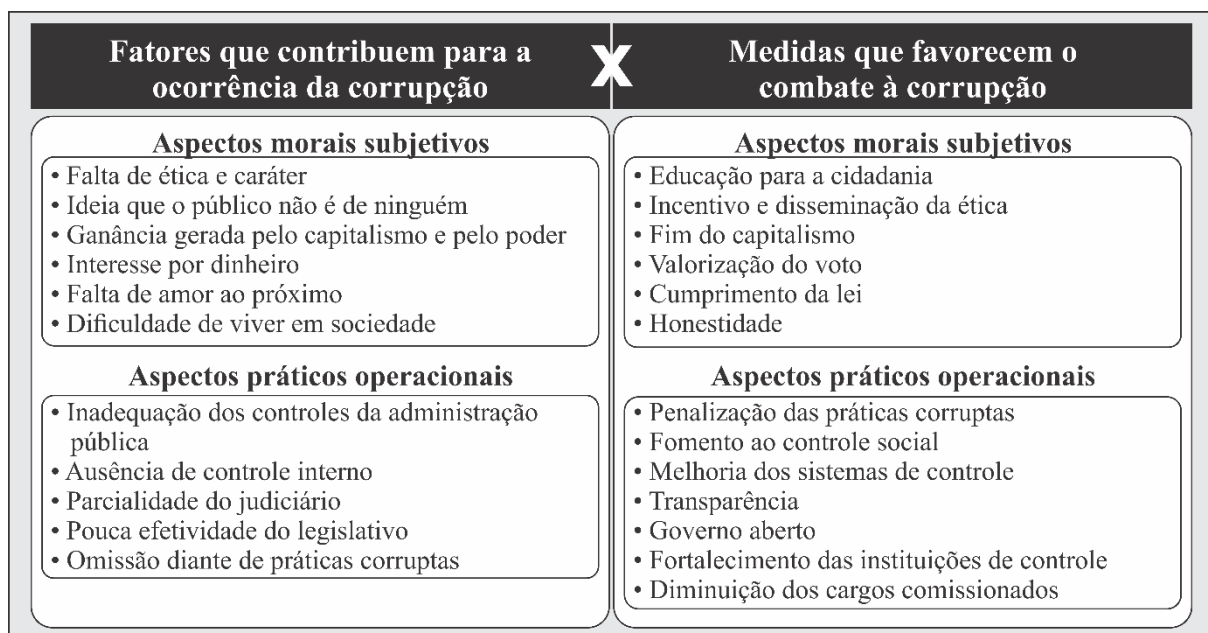 Fatores que contribuem para a
ocorrência da corrupção
X
Medidas que favorecem o
combate à corrupção
Aspectos morais subjetivos
• Falta de ética e caráter
• Ideia que o público não é de ninguém
• Ganância gerada pelo capitalismo e pelo poder
• Interesse por dinheiro
• Falta de amor ao próximo
• Dificuldade de viver em sociedade
Aspectos práticos operacionais
• Inadequação dos controles da administração
pública
• Ausência de controle interno
• Parcialidade do judiciário
• Pouca efetividade do legislativo
• Omissão diante de práticas corruptas
Aspectos morais subjetivos
• Educação para a cidadania
• Incentivo e disseminação da ética
• Fim do capitalismo
• Valorização do voto
• Cumprimento da lei
• Honestidade
Aspectos práticos operacionais
• Penalização das práticas corruptas
• Fomento ao controle social
• Melhoria dos sistemas de controle
• Transparência
• Governo aberto
• Fortalecimento das instituições de controle
• Diminuição dos cargos comissionados